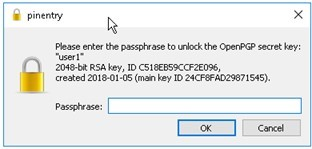 pinentry
Please enter the passphrase to unlock the OpenPGP secret key:
"user1"
2048-bit RSA key, ID C518EB59CCF2E096,
created 2018-01-05 (main key ID 24CF8FAD29871545).
Passphrase:
OK
Cancel